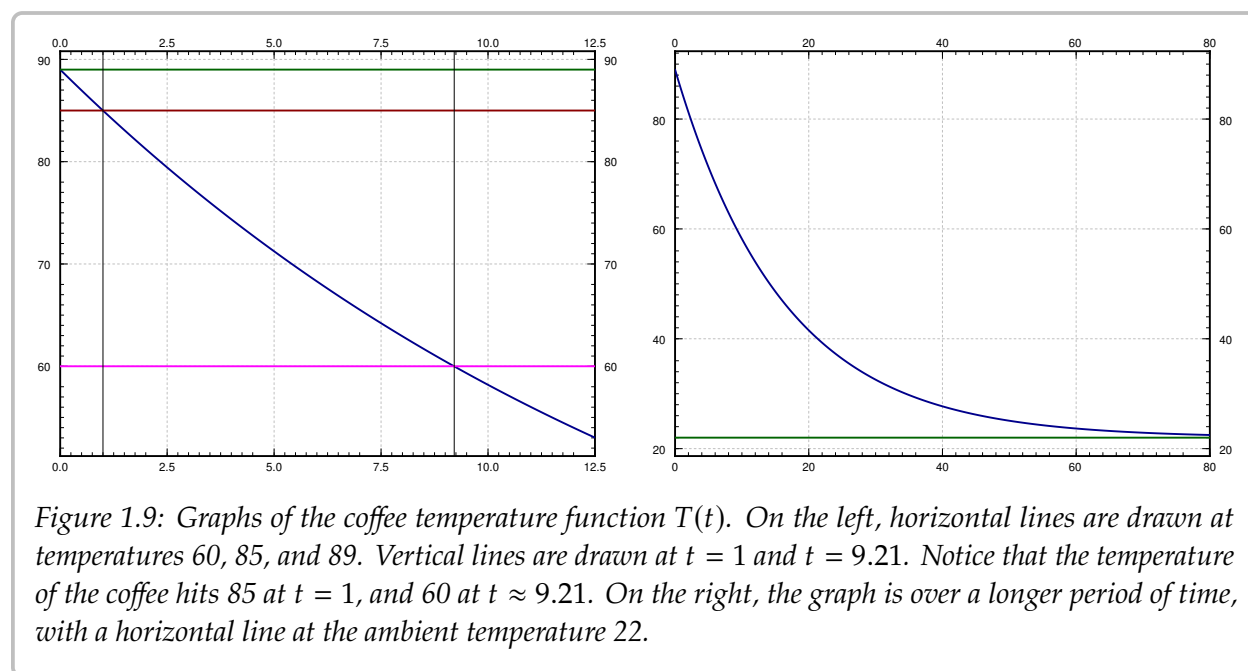 0.0 2.5 5.0 7.5 10.0 12.5
90 90
80 80
70 70
60 60
0.0 2.5 5.0 7.5 10.0 12.5
0 20 40 60 80
80 80
60 60
40 40
20 20
0 20 40 60 80
Figure 1.9: Graphs of the coffee temperature function T(t). On the left, horizontal lines are drawn at
temperatures 60, 85, and 89. Vertical lines are drawn at t = 1 and t = 9.21. Notice that the temperature
of the coffee hits 85 at t = 1, and 60 at t ≈ 9.21. On the right, the graph is over a longer period of time,
with a horizontal line at the ambient temperature 22.